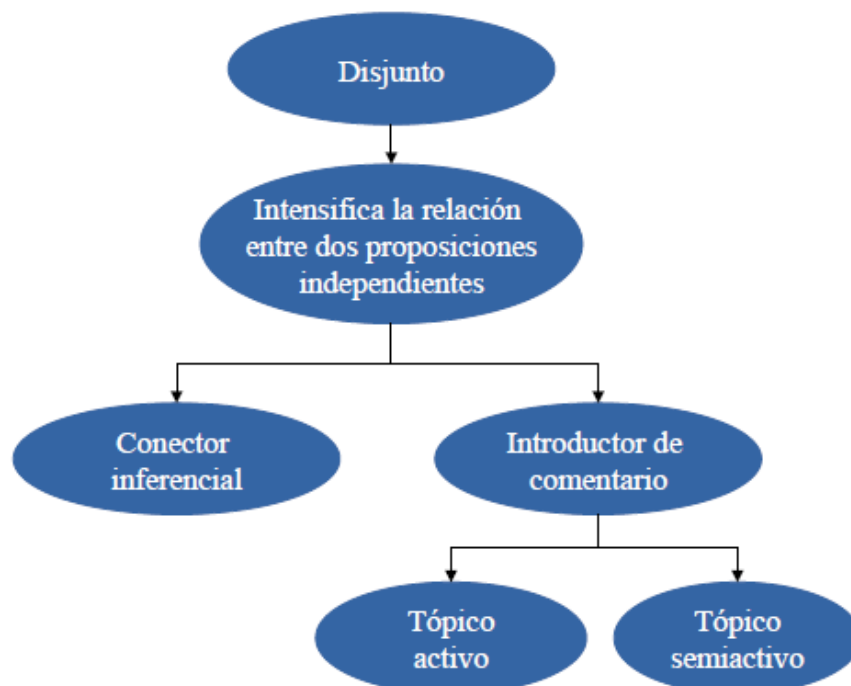 Disjunto
Intensifica la relación
entre dos proposiciones
independientes
Conector
inferencial
Introductor de
comentario
Tópico
activo
Tópico
semiactivo